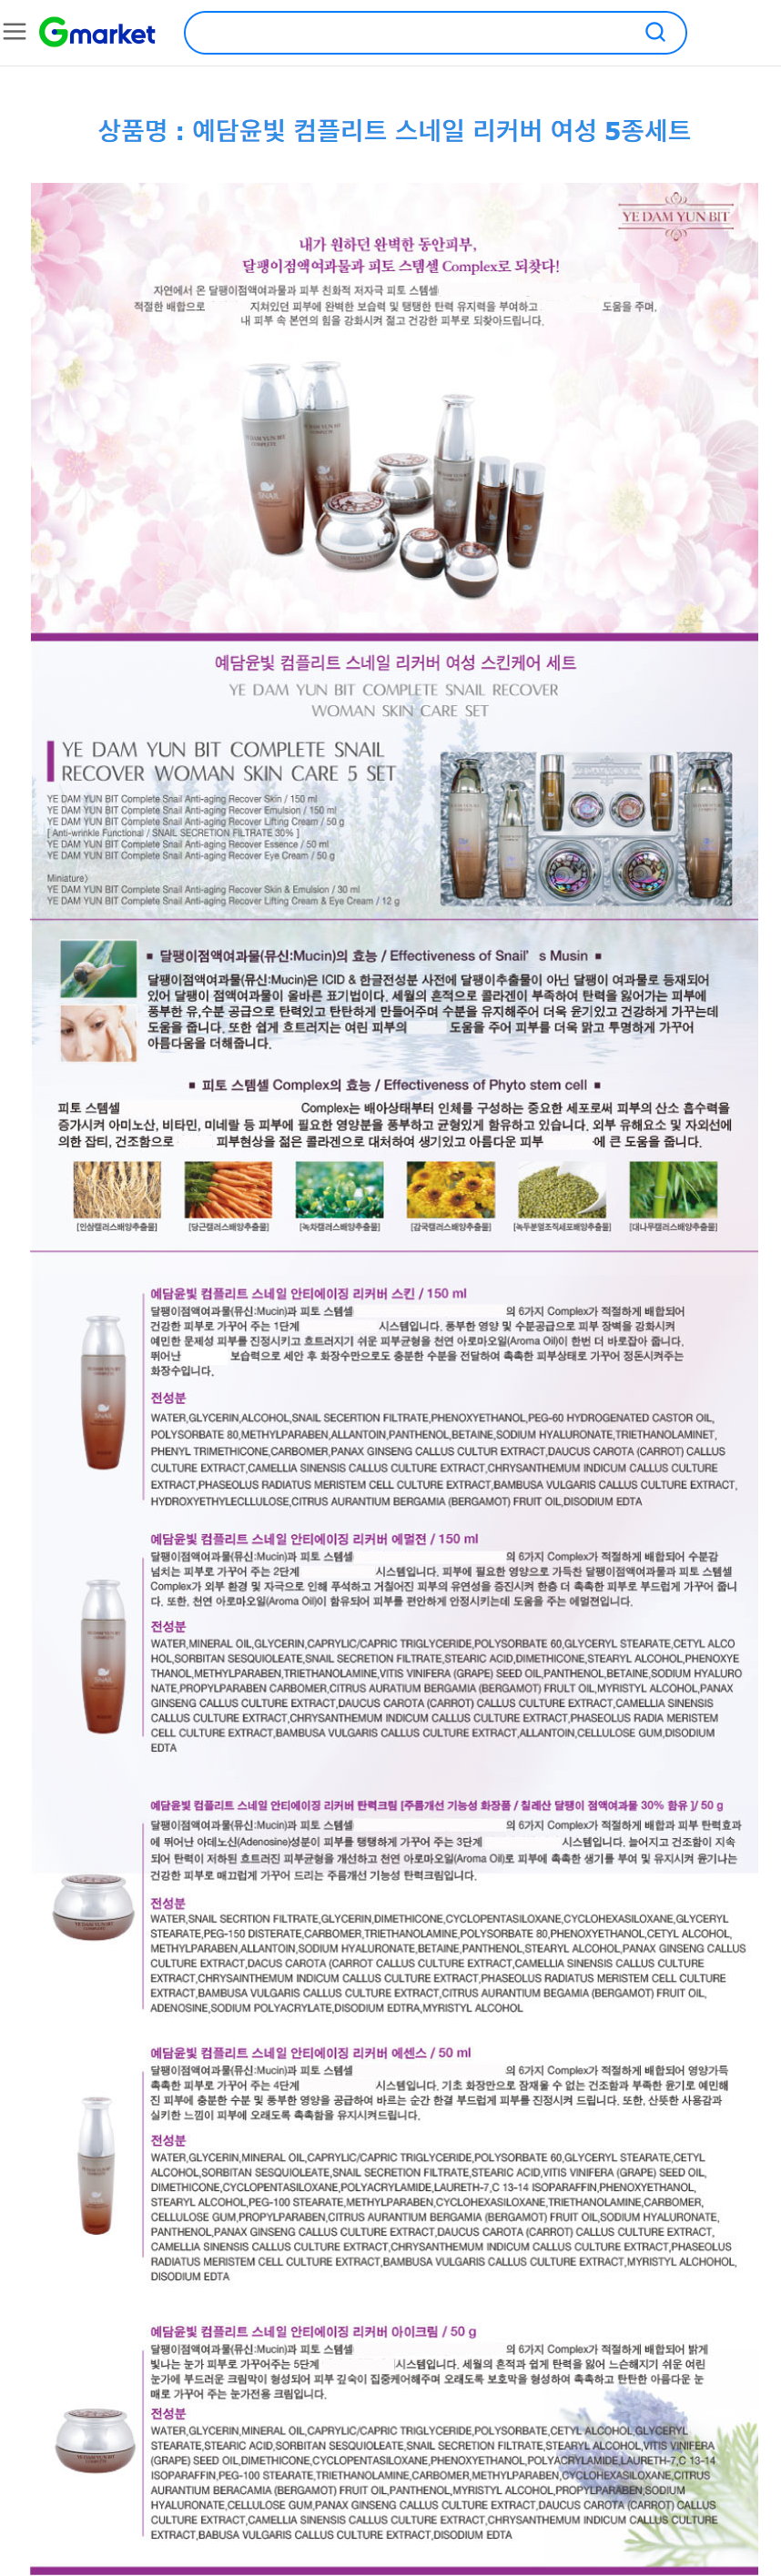 Gmarket
상품명 : 예담윤빛 컴플리트 스네일 리커버 여성 5종세트
YE DAM YUN BIT
내가 원하던 완벽한 동안피부,
달팽이점액여과물과 피토 스템셀 Complex로 되찾다!
자연에서 온 달팽이점액여과물과 피부 친화적 저자극 피토 스템셀
적절한 배합으로 지쳐있던 피부에 완벽한 보습력 및 탱탱한 탄력 유지력을 부여하고 도움을 주며,
내 피부 속 본연의 힘을 강화시켜 젊고 건강한 피부로 되찾아드립니다.
예담윤빛 컴플리트 스네일 리커버 여성 스킨케어 세트
YE DAM YUN BIT COMPLETE SNAIL RECOVER
WOMAN SKIN CARE SET
YE DAM YUN BIT COMPLETE SNAIL
RECOVER WOMAN SKIN CARE 5 SET
YE DAM YUN BIT Complete Snail Anti-aging Recover Skin / 150 ml
YE DAM YUN BIT Complete Snail Anti-aging Recover Emulsion / 150 ml
YE DAM YUN BIT Complete Snail Anti-aging Recover Lifting Cream / 50 g
[ Anti-wrinkle Functional / SNAIL SECRETION FILTRATE 30% ]
YE DAM YUN BIT Complete Snail Anti-aging Recover Essence / 50 ml
YE DAM YUN BIT Complete Snail Anti-aging Recover Eye Cream / 50 g
Miniature)
YE DAM YUN BIT Complete Snail Anti-aging Recover Skin & Emulsion / 30 ml
YE DAM YUN BIT Complete Snail Anti-aging Recover Lifting Cream & Eye Cream / 12 g
■ 달팽이점액여과물(뮤신:Mucin)의 효능 / Effectiveness of Snail's Musin ■
달팽이점액여과물(뮤신:Mucin)은 ICID & 한글전성분 사전에 달팽이추출물이 아닌 달팽이 여과물로 등재되어
있어 달팽이 점액여과물이 올바른 표기법이다. 세월의 흔적으로 콜라겐이 부족하여 탄력을 잃어가는 피부에
풍부한 유,수분 공급으로 탄력있고 탄탄하게 만들어주며 수분을 유지해주어 더욱 윤기있고 건강하게 가꾸는데
도움을 줍니다. 또한 쉽게 흐트러지는 여린 피부의 도움을 주어 피부를 더욱 맑고 투명하게 가꾸어
아름다움을 더해줍니다.
■ 피토 스템셀 Complex의 효능 / Effectiveness of Phyto stem cell ■
피토 스템셀 Complex는 배아상태부터 인체를 구성하는 중요한 세포로써 피부의 산소 흡수력을
증가시켜 아미노산, 비타민, 미네랄 등 피부에 필요한 영양분을 풍부하고 균형있게 함유하고 있습니다. 외부 유해요소 및 자외선에
의한 잡티, 건조함으로 피부현상을 젊은 콜라겐으로 대처하여 생기있고 아름다운 피부 에 큰 도움을 줍니다.
[인삼캘러스배양추출물] [당근캘러스배양추출물] [녹차캘러스배양추출물] [감국캘러스배양추출물] [녹두분열조직세포배양추출물] [대나무캘러스배양추출물]
예담윤빛 컴플리트 스네일 안티에이징 리커버 스킨 / 150 ml
달팽이점액여과물(뮤신:Mucin)과 피토 스템셀 의 6가지 Complex가 적절하게 배합되어
건강한 피부로 가꾸어 주는 1단계 시스템입니다. 풍부한 영양 및 수분공급으로 피부 장벽을 강화시켜
예민한 문제성 피부를 진정시키고 흐트러지기 쉬운 피부균형을 천연 아로마오일(Aroma Oil)이 한번 더 바로잡아 줍니다.
뛰어난 보습력으로 세안 후 화장수만으로도 충분한 수분을 전달하여 촉촉한 피부상태로 가꾸어 정돈시켜주는
화장수입니다.
전성분
WATER,GLYCERIN,ALCOHOL,SNAIL SECERTION FILTRATE,PHENOXYETHANOL,PEG-60 HYDROGENATED CASTOR OIL,
POLYSORBATE 80,METHYLPARABEN,ALLANTOIN,PANTHENOL,BETAINE,SODIUM HYALURONATE,TRIETHANOLAMINET,
PHENYL TRIMETHICONE,CARBOMER,PANAX GINSENG CALLUS CULTUR EXTRACT,DAUCUS CAROTA (CARROT) CALLUS
CULTURE EXTRACT,CAMELLIA SINENSIS CALLUS CULTURE EXTRACT,CHRYSANTHEMUM INDICUM CALLUS CULTURE
EXTRACT,PHASEOLUS RADIATUS MERISTEM CELL CULTURE EXTRACT,BAMBUSA VULGARIS CALLUS CULTURE EXTRACT,
HYDROXYETHYLECLLULOSE,CITRUS AURANTIUM BERGAMIA (BERGAMOT) FRUIT OIL,DISODIUM EDTA
예담윤빛 컴플리트 스네일 안티에이징 리커버 에멀젼 / 150 ml
달팽이점액여과물(뮤신:Mucin)과 피토 스템셀 의 6가지 Complex가 적절하게 배합되어 수분감
넘치는 피부로 가꾸어 주는 2단계 시스템입니다. 피부에 필요한 영양으로 가득찬 달팽이점액여과물과 피토 스템셀
Complex가 외부 환경 및 자극으로 인해 푸석하고 거칠어진 피부의 유연성을 증진시켜 한층 더 촉촉한 피부로 부드럽게 가꾸어 줍니
다. 또한, 천연 아로마오일(Aroma Oil)이 함유되어 피부를 편안하게 안정시키는데 도움을 주는 에멀젼입니다.
전성분
WATER,MINERAL OIL,GLYCERIN,CAPRYLIC/CAPRIC TRIGLYCERIDE,POLYSORBATE 60,GLYCERYL STEARATE,CETYL ALCO
HOL,SORBITAN SESQUIOLEATE,SNAIL SECRETION FILTRATE,STEARIC ACID,DIMETHICONE,STEARYL ALCOHOL,PHENOXYE
THANOL,METHYLPARABEN,TRIETHANOLAMINE,VITIS VINIFERA (GRAPE) SEED OIL,PANTHENOL,BETAINE,SODIUM HYALURO
NATE,PROPYLPARABEN CARBOMER,CITRUS AURATIUM BERGAMIA (BERGAMOT) FRUILT OIL,MYRISTYL ALCOHOL,PANAX
GINSENG CALLUS CULTURE EXTRACT,DAUCUS CAROTA (CARROT) CALLUS CULTURE EXTRACT,CAMELLIA SINENSIS
CALLUS CULTURE EXTRACT,CHRYSANTHEMUM INDICUM CALLUS CULTURE EXTRACT,PHASEOLUS RADIA MERISTEM
CELL CULTURE EXTRACT,BAMBUSA VULGARIS CALLUS CULTURE EXTRACT,ALLANTOIN,CELLULOSE GUM,DISODIUM
EDTA
예담윤빛 컴플리트 스네일 안티에이징 리커버 탄력크림 [주름개선 기능성 화장품 / 칠레산 달팽이 점액여과물 30% 함유 ]/ 50 g
달팽이점액여과물(뮤신:Mucin)과 피토 스템셀 의 6가지 Complex가 적절하게 배합과 피부 탄력효과
에 뛰어난 아데노신(Adenosine)성분이 피부를 탱탱하게 가꾸어 주는 3단계 시스템입니다. 늘어지고 건조함이 지속
되어 탄력이 저하된 흐트러진 피부균형을 개선하고 천연 아로마오일(Aroma Oil)로 피부에 촉촉한 생기를 부여 및 유지시켜 윤기나는
건강한 피부로 매끄럽게 가꾸어 드리는 주름개선 기능성 탄력크림입니다.
전성분
WATER,SNAIL SECRTION FILTRATE,GLYCERIN,DIMETHICONE,CYCLOPENTASILOXANE,CYCLOHEXASILOXANE,GLYCERYL
STEARATE,PEG-150 DISTERATE,CARBOMER,TRIETHANOLAMINE,POLYSORBATE 80,PHENOXYETHANOL,CETYL ALCOHOL,
METHYLPARABEN,ALLANTOIN,SODIUM HYALURONATE,BETAINE,PANTHENOL,STEARYL ALCOHOL,PANAX GINSENG CALLUS
CULTURE EXTRACT,DACUS CAROTA (CARROT CALLUS CULTURE EXTRACT,CAMELLIA SINENSIS CALLUS CULTURE
EXTRACT,CHRYSAINTHEMUM INDICUM CALLUS CULTURE EXTRACT,PHASEOLUS RADIATUS MERISTEM CELL CULTURE
EXTRACT,BAMBUSA VULGARIS CALLUS CULTURE EXTRACT,CITRUS AURANTIUM BEGAMIA (BERGAMOT) FRUIT OIL,
ADENOSINE,SODIUM POLYACRYLATE,DISODIUM EDTRA,MYRISTYL ALCOHOL
예담윤빛 컴플리트 스네일 안티에이징 리커버 에센스 / 50 ml
달팽이점액여과물(뮤신:Mucin)과 피토 스템셀 의 6가지 Complex가 적절하게 배합되어 영양가득
촉촉한 피부로 가꾸어 주는 4단계 시스템입니다. 기초 화장만으로 잠재울 수 없는 건조함과 부족한 윤기로 예민해
진 피부에 충분한 수분 및 풍부한 영양을 공급하여 바르는 순간 한결 부드럽게 피부를 진정시켜 드립니다. 또한, 산뜻한 사용감과
실키한 느낌이 피부에 오래도록 촉촉함을 유지시켜드립니다.
전성분
WATER,GLYCERIN,MINERAL OIL,CAPRYLIC/CAPRIC TRIGLYCERIDE,POLYSORBATE 60,GLYCERYL STEARATE,CETYL
ALCOHOL,SORBITAN SESQUIOLEATE,SNAIL SECRETION FILTRATE,STEARIC ACID,VITIS VINIFERA (GRAPE) SEED OIL,
DIMETHICONE,CYCLOPENTASILOXANE,POLYACRYLAMIDE,LAURETH-7,C 13-14 ISOPARAFFIN,PHENOXYETHANOL,
STEARYL ALCOHOL,PEG-100 STEARATE,METHYLPARABEN,CYCLOHEXASILOXANE,TRIETHANOLAMINE,CARBOMER,
CELLULOSE GUM,PROPYLPARABEN,CITRUS AURANTIUM BERGAMIA (BERGAMOT) FRUIT OIL,SODIUM HYALURONATE,
PANTHENOL,PANAX GINSENG CALLUS CULTURE EXTRACT,DAUCUS CAROTA (CARROT) CALLUS CULTURE EXTRACT,
CAMELLIA SINENSIS CALLUS CULTURE EXTRACT,CHRYSANTHEMUM INDICUM CALLUS CULTURE EXTRACT,PHASEOLUS
RADIATUS MERISTEM CELL CULTURE EXTRACT,BAMBUSA VULGARIS CALLUS CULTURE EXTRACT,MYRISTYL ALCHOHOL,
DISODIUM EDTA
예담윤빛 컴플리트 스네일 안티에이징 리커버 아이크림 / 50 g
달팽이점액여과물(뮤신:Mucin)과 피토 스템셀 의 6가지 Complex가 적절하게 배합되어 밝게
빛나는 눈가 피부로 가꾸어주는 5단계 시스템입니다. 세월의 흔적과 쉽게 탄력을 잃어 느슨해지기 쉬운 여린
눈가에 부드러운 크림막이 형성되어 피부 깊숙이 집중케어해주며 오래도록 보호막을 형성하여 촉촉하고 탄탄한 아름다운 눈
매로 가꾸어 주는 눈가전용 크림입니다.
전성분
WATER,GLYCERIN,MINERAL OIL,CAPRYLIC/CAPRIC TRIGLYCERIDE,POLYSORBATE,CETYL ALCOHOL,GLYCERYL
STEARATE,STEARIC ACID,SORBITAN SESQUIOLEATE,SNAIL SECRETION FILTRATE,STEARYL ALCOHOL,VITIS VINIFERA
(GRAPE) SEED OIL,DIMETHICONE,CYCLOPENTASILOXANE,PHENOXYETHANOL,POLYACRYLAMIDE,LAURETH-7,C 13-14
ISOPARAFFIN,PEG-100 STEARATE,TRIETHANOLAMINE,CARBOMER,METHYLPARABEN,CYCLOHEXASILOXANE,CITRUS
AURANTIUM BERACAMIA (BERGAMOT) FRUIT OIL,PANTHENOL,MYRISTYL ALCOHOL,PROPYLPARABEN,SODIUM
HYALURONATE,CELLULOSE GUM,PANAX GINSENG CALLUS CULTURE EXTRACT,DAUCUS CAROTA (CARROT) CALLUS
CULTURE EXTRACT,CAMELLIA SINENSIS CALLUS CULTURE EXTRACT,CHRYSANTHEMUM INDICUM CALLUS CULTURE
EXTRACT,BABUSA VULGARIS CALLUS CULTURE EXTRACT,DISODIUM EDTA